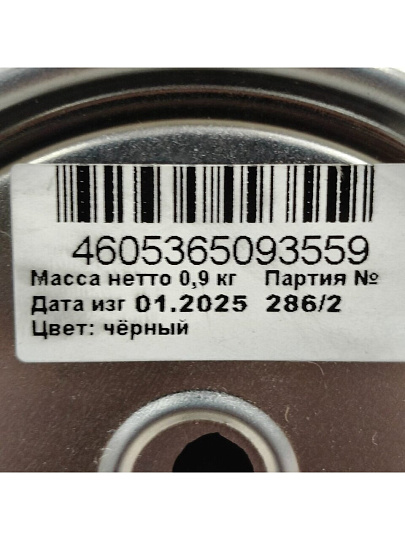 4605365093559
Масса нетто 0,9 кг Партия №
Дата изг 01.2025 286/2
Цвет: чёрный